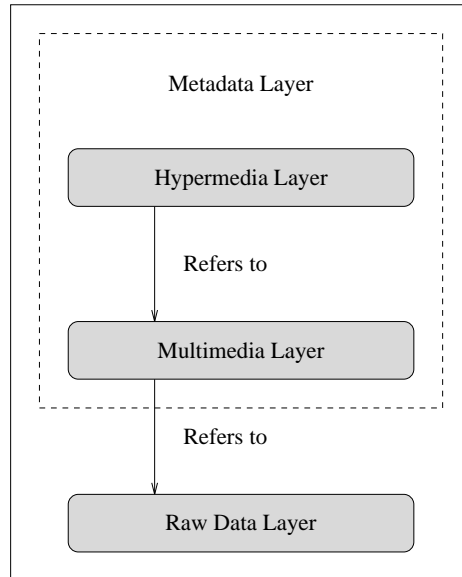 Metadata Layer
Hypermedia Layer
Refers to
Multimedia Layer
Refers to
Raw Data Layer